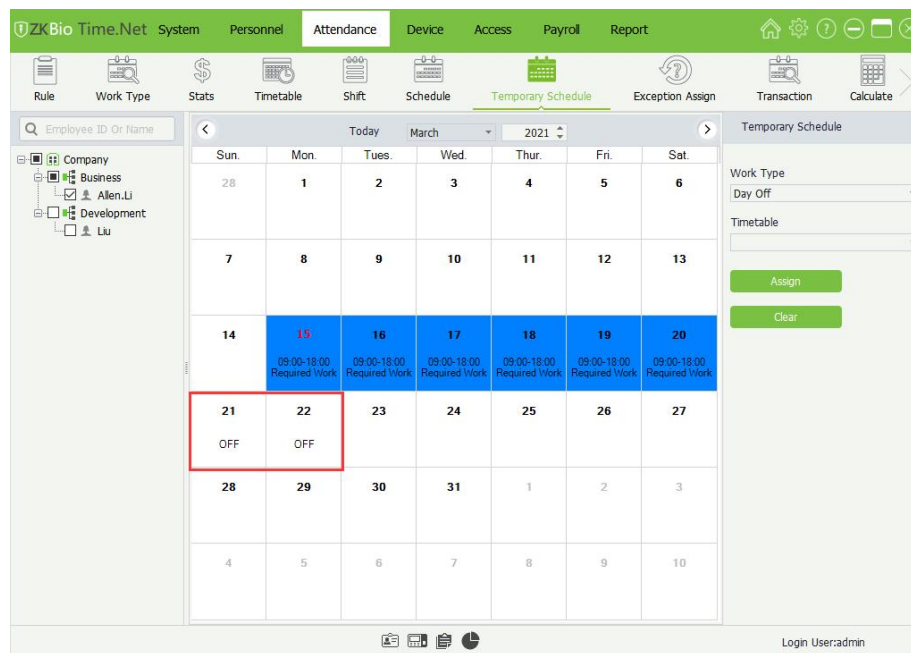 ZKBio Time.Net System Personnel Attendance Device Access Payroll Report
Rule Work Type Stats Timetable Shift Schedule Temporary Schedule Exception Assign Transaction Calculate
Employee ID Or Name
Company
Business
Allen.Li
Development
Liu
Today March 2021
Sun. Mon. Tues. Wed. Thur. Fri. Sat.
28 1 2 3 4 5 6
7 8 9 10 11 12 13
14 15 16 17 18 19 20
09:00-18:00 09:00-18:00 09:00-18:00 09:00-18:00 09:00-18:00 09:00-18:00
Required Work Required Work Required Work Required Work Required Work Required Work
21 22 23 24 25 26 27
OFF OFF
28 29 30 31 1 2 3
4 5 6 7 8 9 10
Temporary Schedule
Work Type
Day Off
Timetable
Assign
Clear
Login User:admin